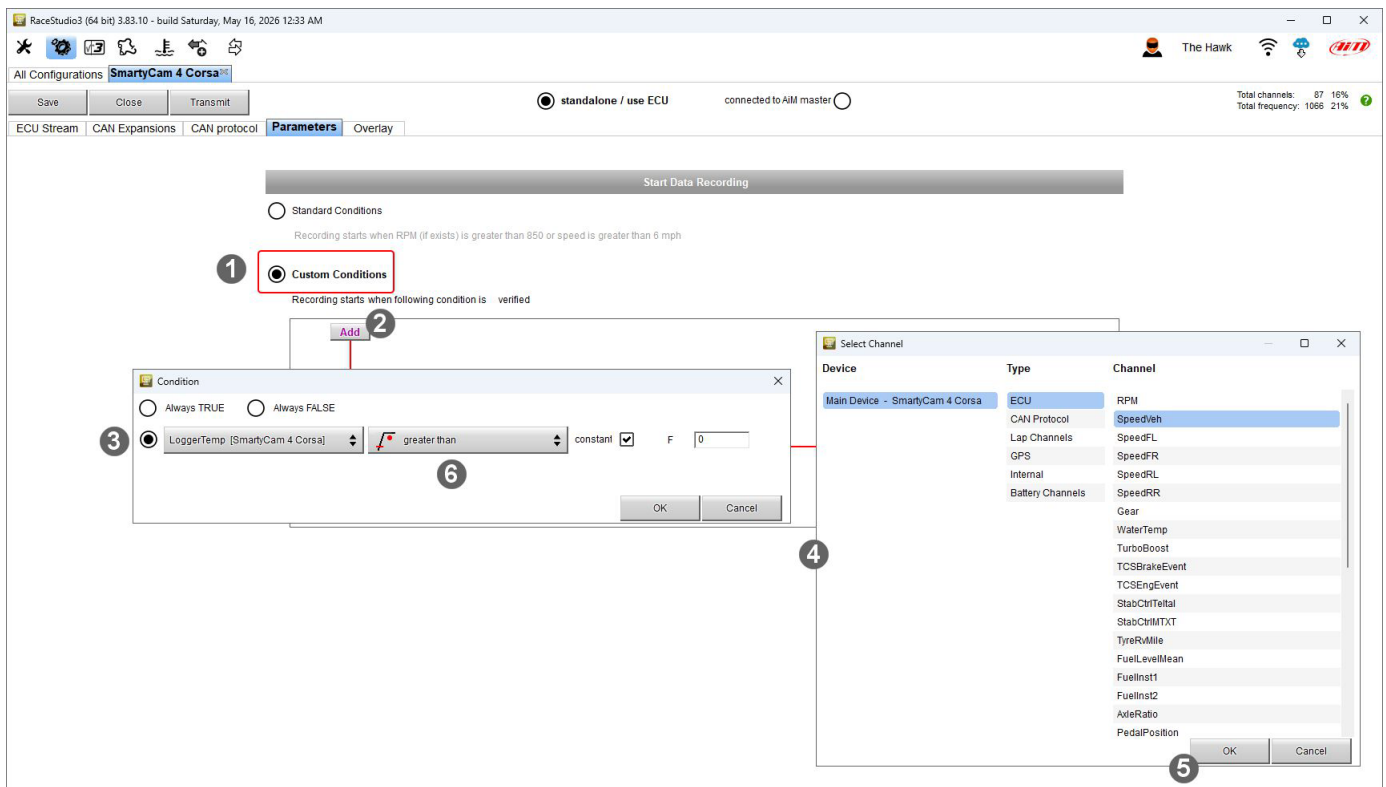 RaceStudio3 (64 bit) 3.83.10 - build Saturday, May 16, 2026 12:33 AM
The Hawk
AiM
All Configurations SmartyCam 4 Corsa
Save Close Transmit
standalone / use ECU connected to AiM master
Total channels: 87 16%
Total frequency: 1066 21%
ECU Stream CAN Expansions CAN protocol Parameters Overlay
Start Data Recording
Standard Conditions
Recording starts when RPM (if exists) is greater than 850 or speed is greater than 6 mph
1
Custom Conditions
Recording starts when following condition is verified
Add 2
Condition
Always TRUE Always FALSE
3 LoggerTemp [SmartyCam 4 Corsa] greater than constant F 0
6
OK Cancel
Select Channel
Device Type Channel
Main Device - SmartyCam 4 Corsa ECU RPM
CAN Protocol SpeedVeh
Lap Channels SpeedFL
GPS SpeedFR
Internal SpeedRL
Battery Channels SpeedRR
Gear
WaterTemp
4 TurboBoost
TCSBrakeEvent
TCSEngEvent
StabCtrlTeltal
StabCtrlMTXT
TyreRvMile
FuelLevelMean
FuelInst1
FuelInst2
AxleRatio
PedalPosition
5 OK Cancel